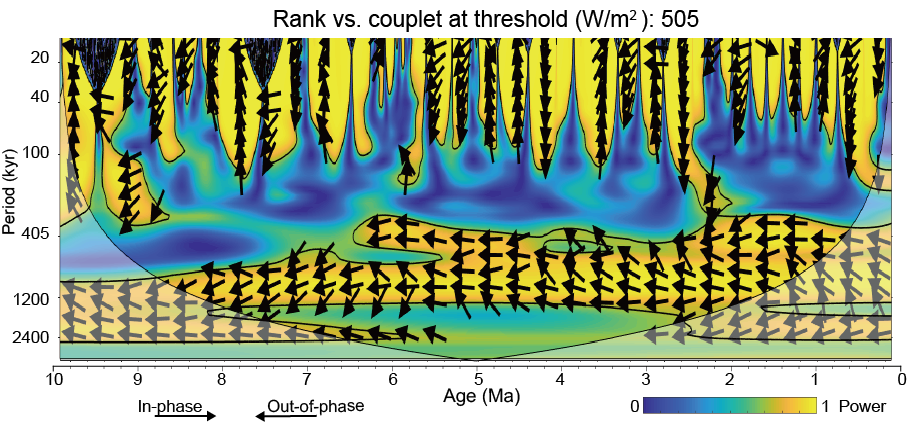 Rank vs. couplet at threshold (W/m²): 505
Period (kyr)
20
40
100
405
1200
2400
10 9 8 7 6 5 4 3 2 1 0
Age (Ma)
In-phase Out-of-phase 0 1 Power